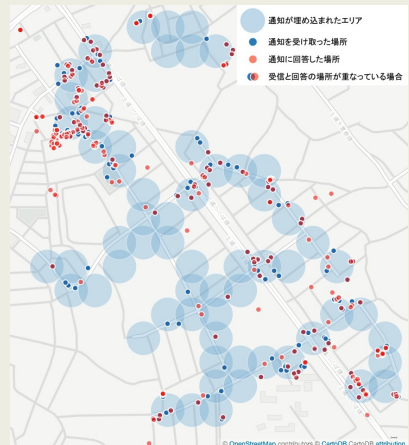 通知が埋め込まれたエリア
通知を受け取った場所
通知に回答した場所
受信と回答の場所が重なっている場合
© OpenStreetMap contributors © CartoDB CartoDB attribution